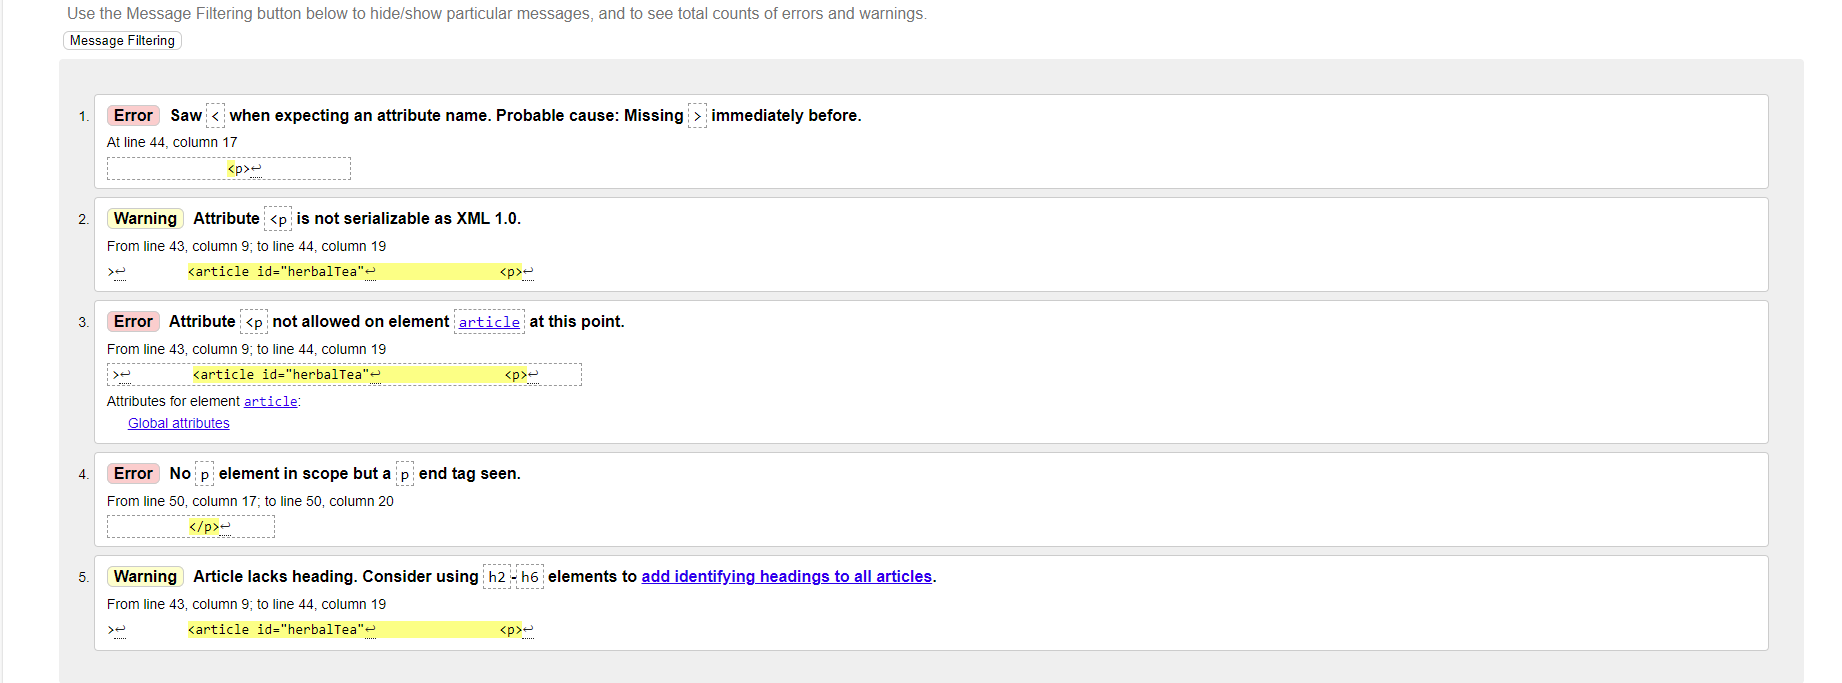 Use the Message Filtering button below to hide/show particular messages, and to see total counts of errors and warnings.
Message Filtering
1. Error Saw < when expecting an attribute name. Probable cause: Missing > immediately before.
At line 44, column 17
<p>↩
2. Warning Attribute <p is not serializable as XML 1.0.
From line 43, column 9; to line 44, column 19
>↩ <article id="herbalTea"↩ <p>↩
3. Error Attribute <p not allowed on element article at this point.
From line 43, column 9; to line 44, column 19
>↩ <article id="herbalTea"↩ <p>↩
Attributes for element article:
Global attributes
4. Error No p element in scope but a p end tag seen.
From line 50, column 17; to line 50, column 20
</p>↩
5. Warning Article lacks heading. Consider using h2-h6 elements to add identifying headings to all articles.
From line 43, column 9; to line 44, column 19
>↩ <article id="herbalTea"↩ <p>↩